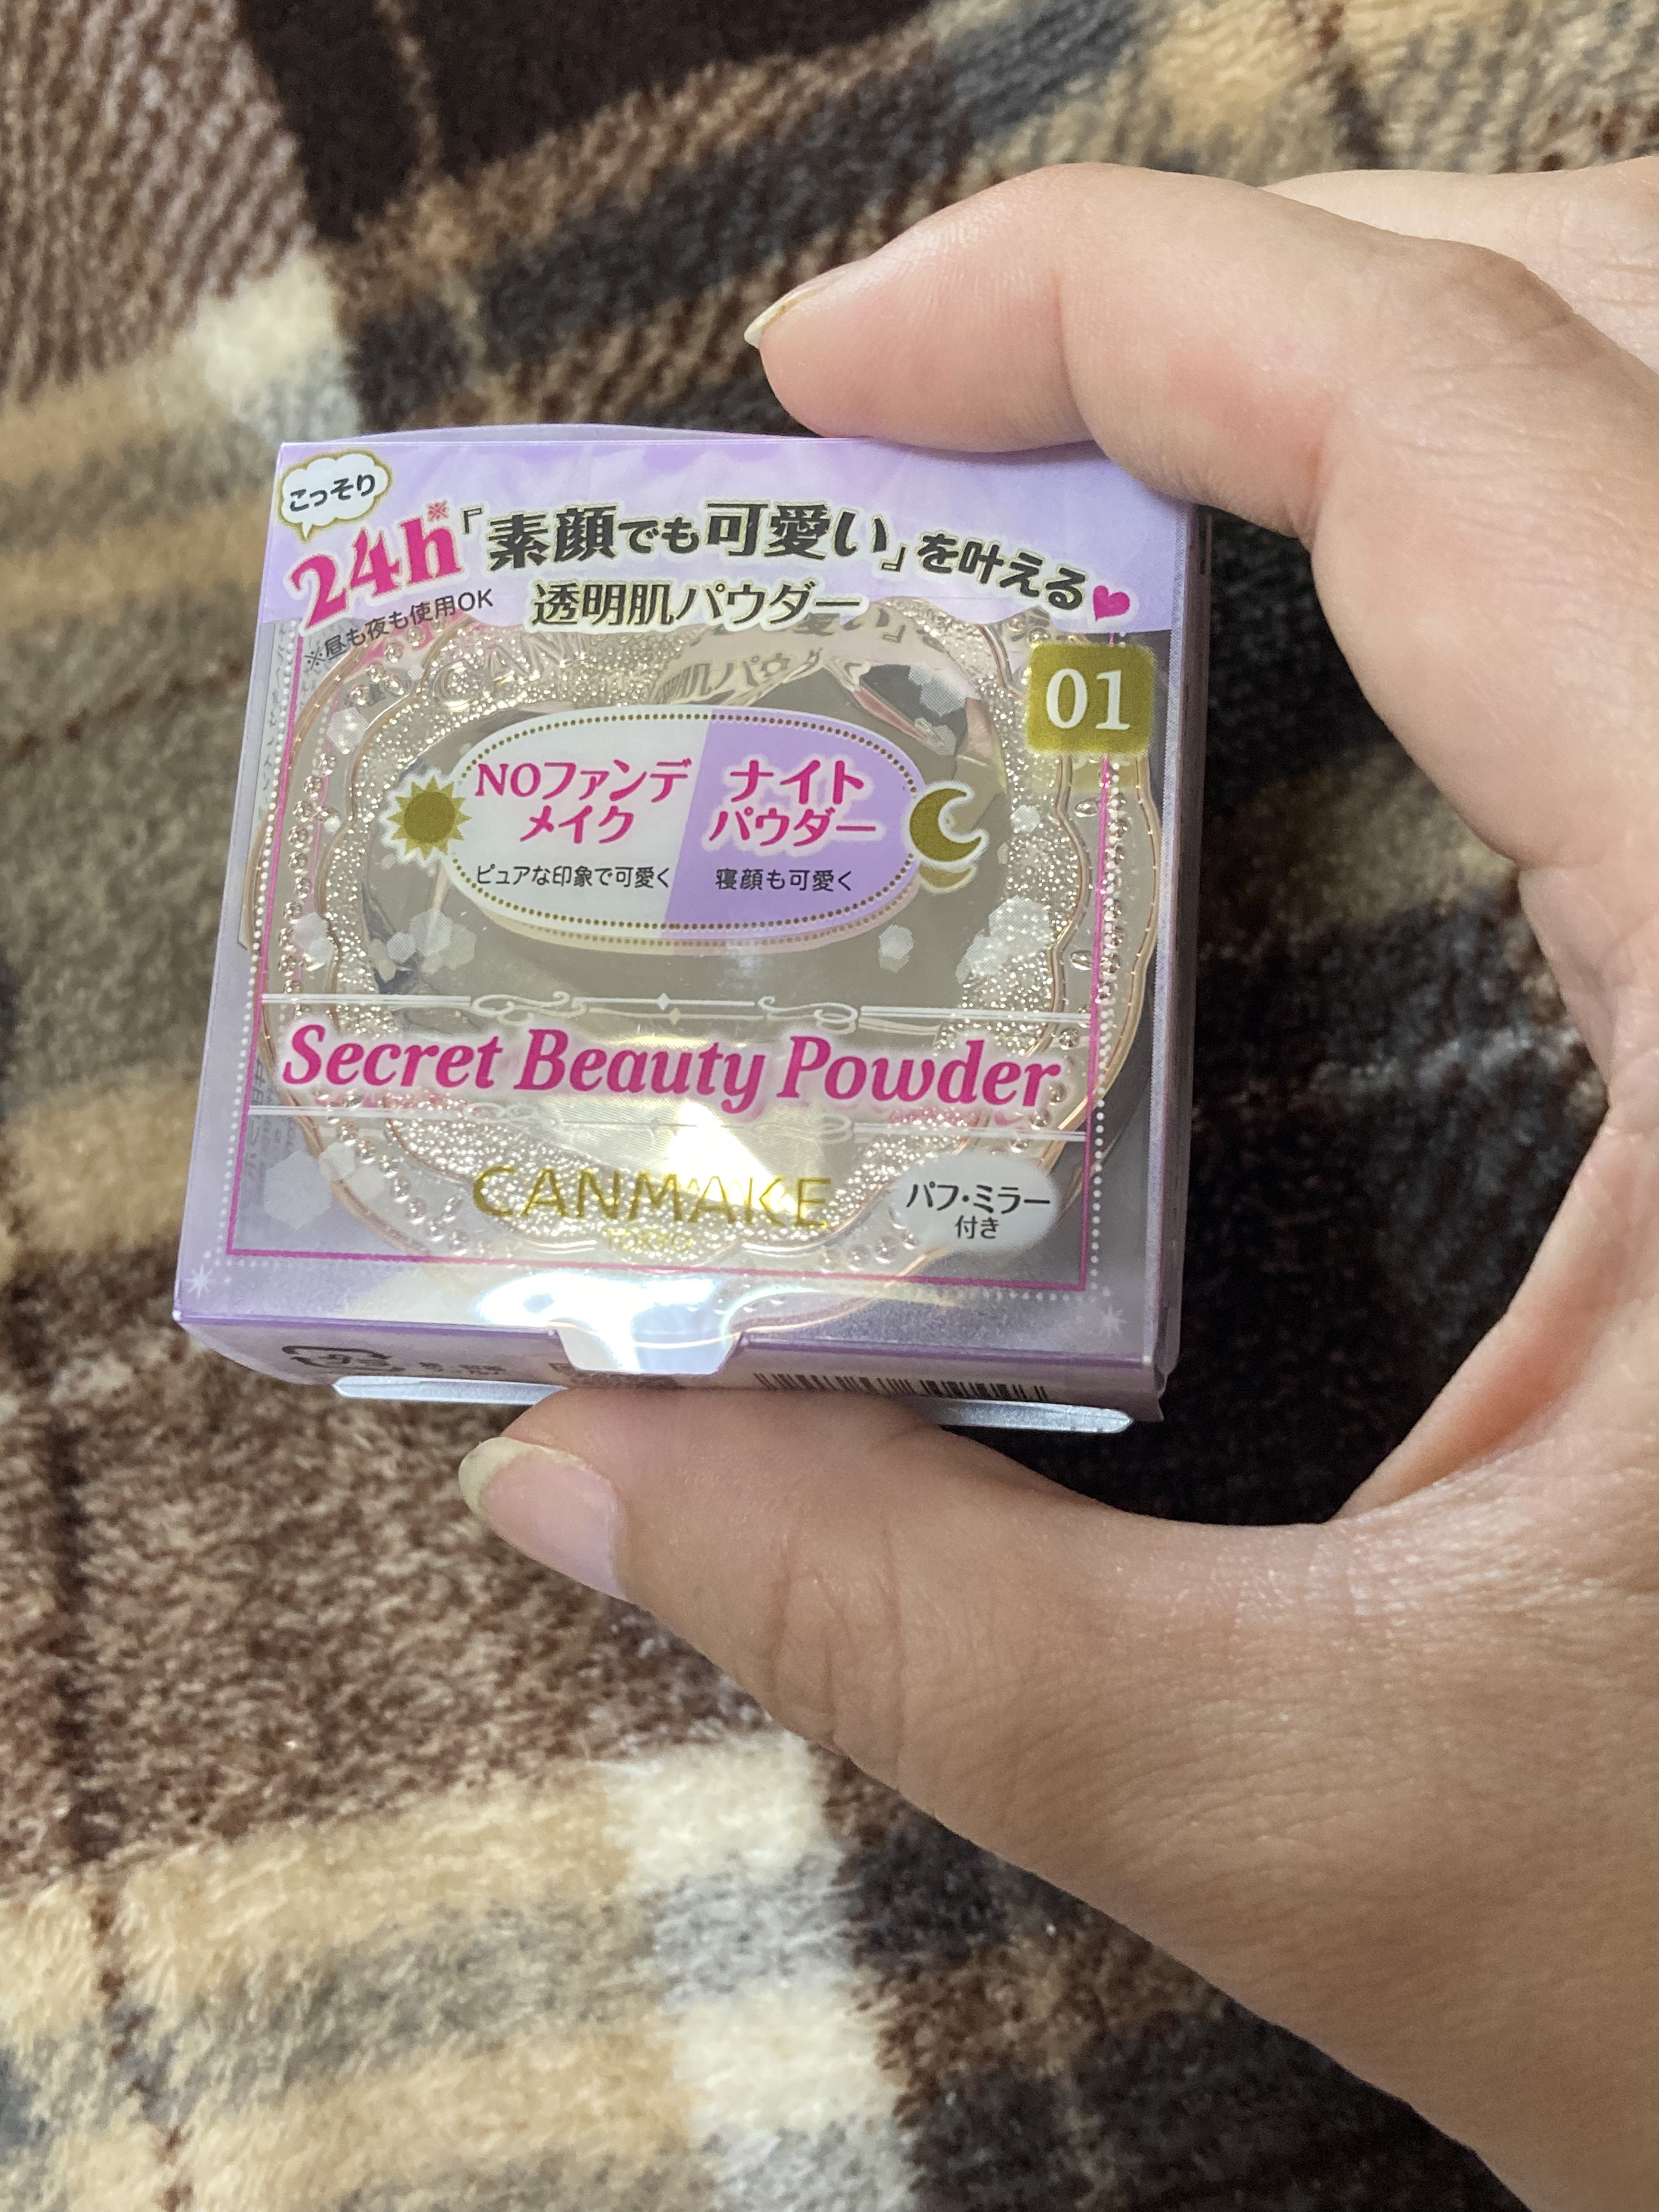 こっそり
24h※『素顔でも可愛い』を叶える
※昼も夜も使用OK
透明肌パウダー
01
NOファンデ
メイク
ピュアな印象で可愛く
ナイト
パウダー
寝顔も可愛く
Secret Beauty Powder
CANMAKE
TOKYO
パフ・ミラー
付き